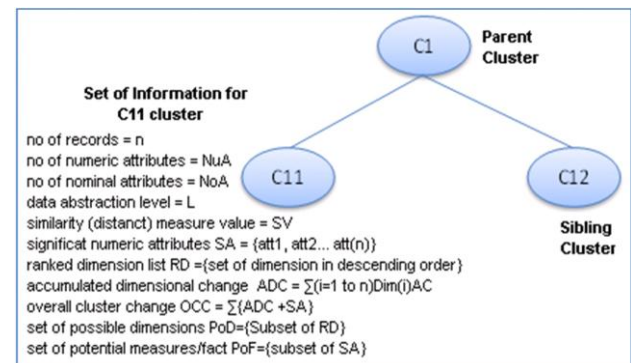 C1
Parent
Cluster
Set of Information for
C11 cluster
no of records = n
no of numeric attributes = NuA
no of nominal attributes = NoA
data abstraction level = L
similarity (distanct) measure value = SV
significat numeric attributes SA = {att1, att2... att(n)}
ranked dimension list RD ={set of dimension in descending order}
accumulated dimensional change  ADC = ∑(i=1 to n)Dim(i)AC
overall cluster change OCC = ∑{ADC +SA}
set of possible dimensions PoD={Subset of RD}
set of potential measures/fact PoF={subset of SA}
C11
C12
Sibling
Cluster